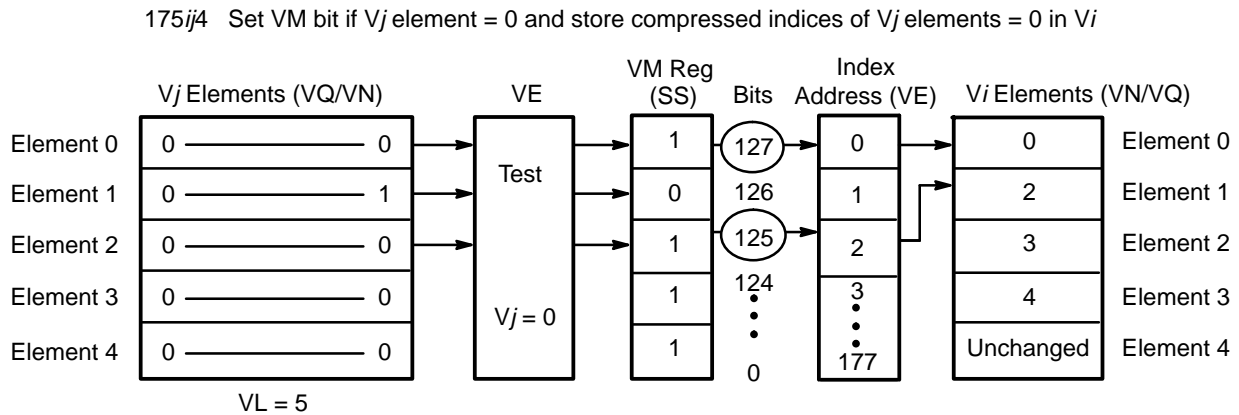 175ij4 Set VM bit if Vj element = 0 and store compressed indices of Vj elements = 0 in Vi
Vj Elements (VQ/VN) VE VM Reg (SS) Bits Index Address (VE) Vi Elements (VN/VQ)
Element 0 0 0 1 127 0 0 Element 0
Test
Element 1 0 1 0 126 1 2 Element 1
Element 2 0 0 1 125 2 3 Element 2
Element 3 0 0 1 124 3 4 Element 3
Vj = 0
Element 4 0 0 1 0 177 Unchanged Element 4
VL = 5